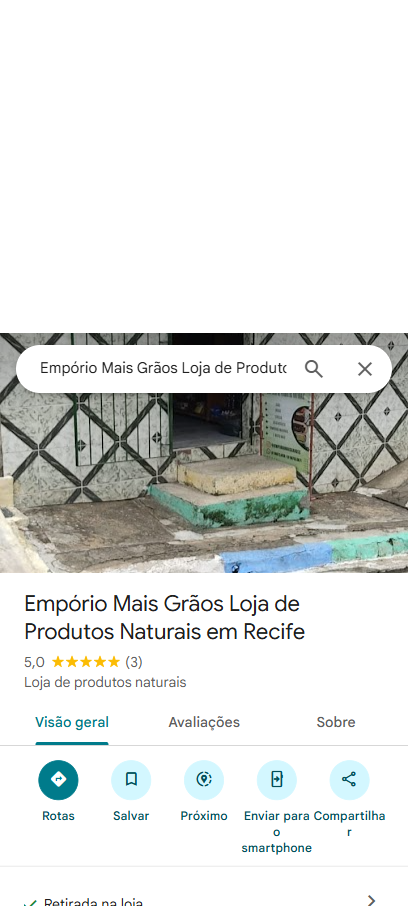 Empório Mais Grãos Loja de Produto
Empório Mais Grãos Loja de
Produtos Naturais em Recife
5,0 (3)
Loja de produtos naturais
Visão geral Avaliações Sobre
Rotas Salvar Próximo Enviar para o smartphone Compartilhar
Retirada na loja